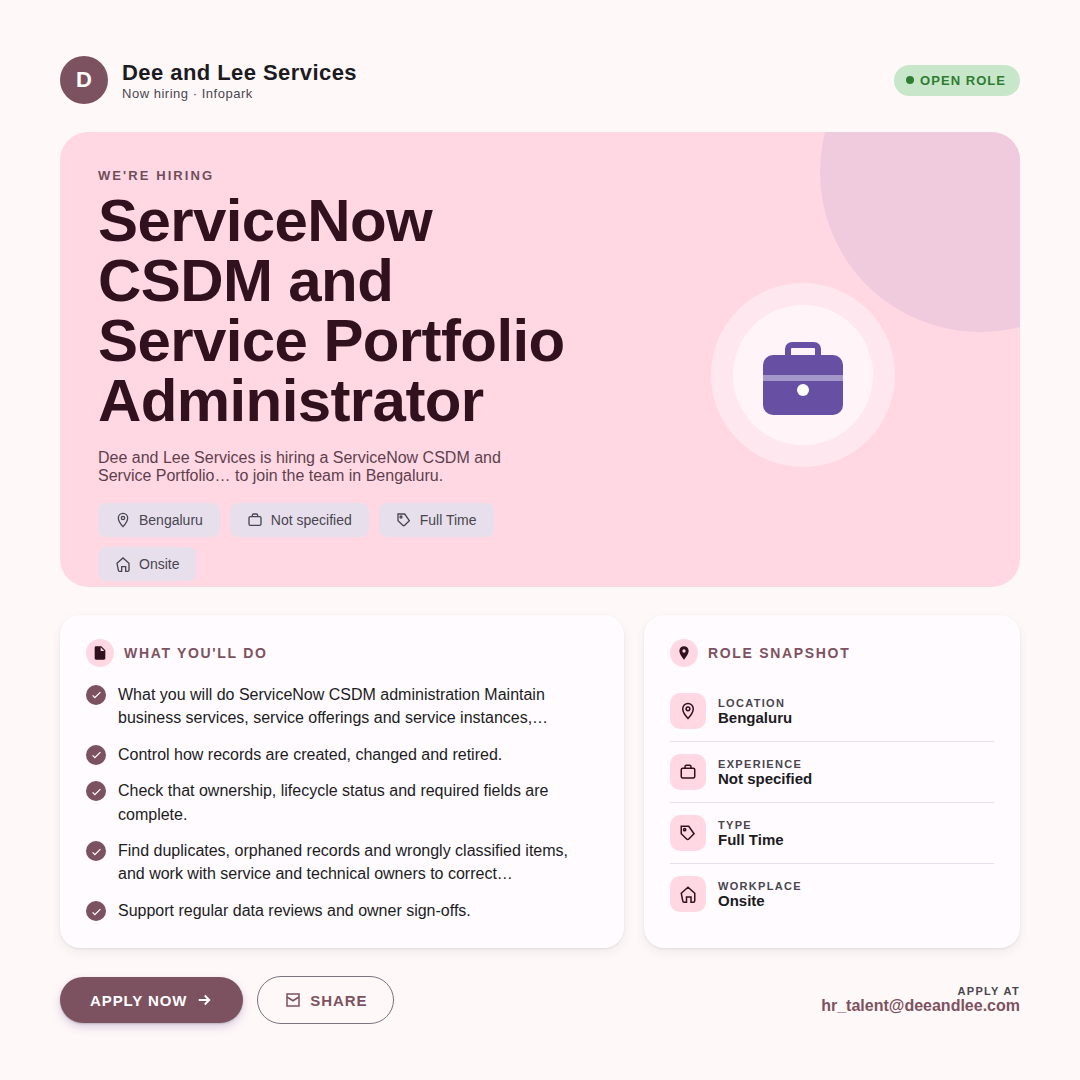 D
Dee and Lee Services
Now hiring · Infopark
OPEN ROLE
WE'RE HIRING
ServiceNow
CSDM and
Service Portfolio
Administrator
Dee and Lee Services is hiring a ServiceNow CSDM and
Service Portfolio… to join the team in Bengaluru.
Bengaluru
Not specified
Full Time
Onsite
WHAT YOU'LL DO
What you will do ServiceNow CSDM administration Maintain
business services, service offerings and service instances,…
Control how records are created, changed and retired.
Check that ownership, lifecycle status and required fields are
complete.
Find duplicates, orphaned records and wrongly classified items,
and work with service and technical owners to correct…
Support regular data reviews and owner sign-offs.
ROLE SNAPSHOT
LOCATION
Bengaluru
EXPERIENCE
Not specified
TYPE
Full Time
WORKPLACE
Onsite
APPLY NOW
SHARE
APPLY AT
hr_talent@deeandlee.com